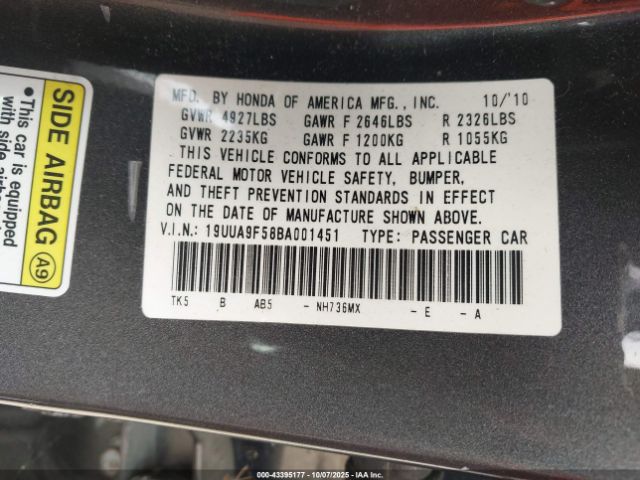 MFD. BY HONDA OF AMERICA MFG., INC. 10/'10
GVWR 4927LBS GAWR F 2646LBS R 2326LBS
GVWR 2235KG GAWR F 1200KG R 1055KG
THIS VEHICLE CONFORMS TO ALL APPLICABLE
FEDERAL MOTOR VEHICLE SAFETY, BUMPER,
AND THEFT PREVENTION STANDARDS IN EFFECT
ON THE DATE OF MANUFACTURE SHOWN ABOVE.
V.I.N.: 19UUA9F58BA001451 TYPE: PASSENGER CAR
TK5 B AB5 - NH736MX - E - A
SIDE AIRBAG A9
•This car is equipped
with side
000-43395177 - 10/07/2025 - IAA Inc.